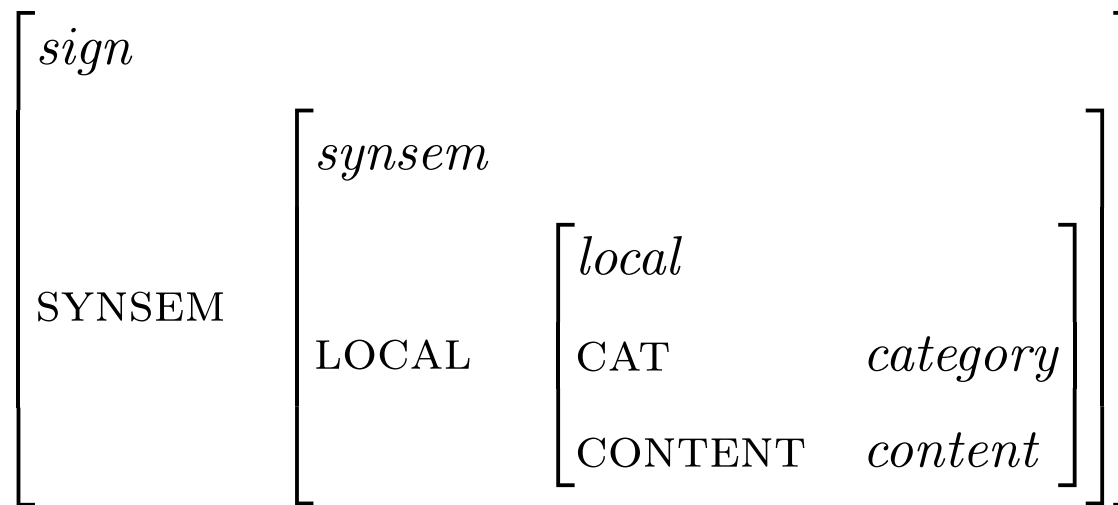 sign
synsem
local
SYNSEM
LOCAL
CAT category
CONTENT content